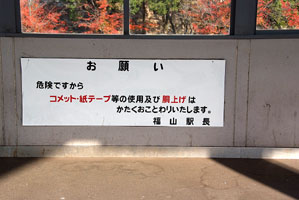 お願い
危険ですから
コメット・紙テープ等の使用及び胴上げは
かたくおことわりいたします。
福山駅長